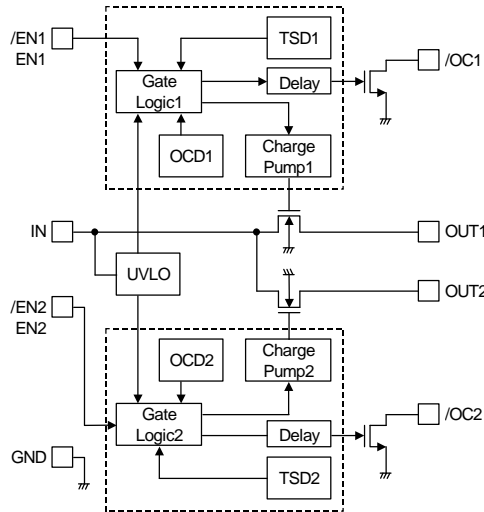 /EN1
EN1
TSD1
/OC1
Gate
Logic1
Delay
OCD1
Charge
Pump1
IN
OUT1
UVLO
OUT2
/EN2
EN2
OCD2
Charge
Pump2
Gate
Logic2
Delay
/OC2
GND
TSD2